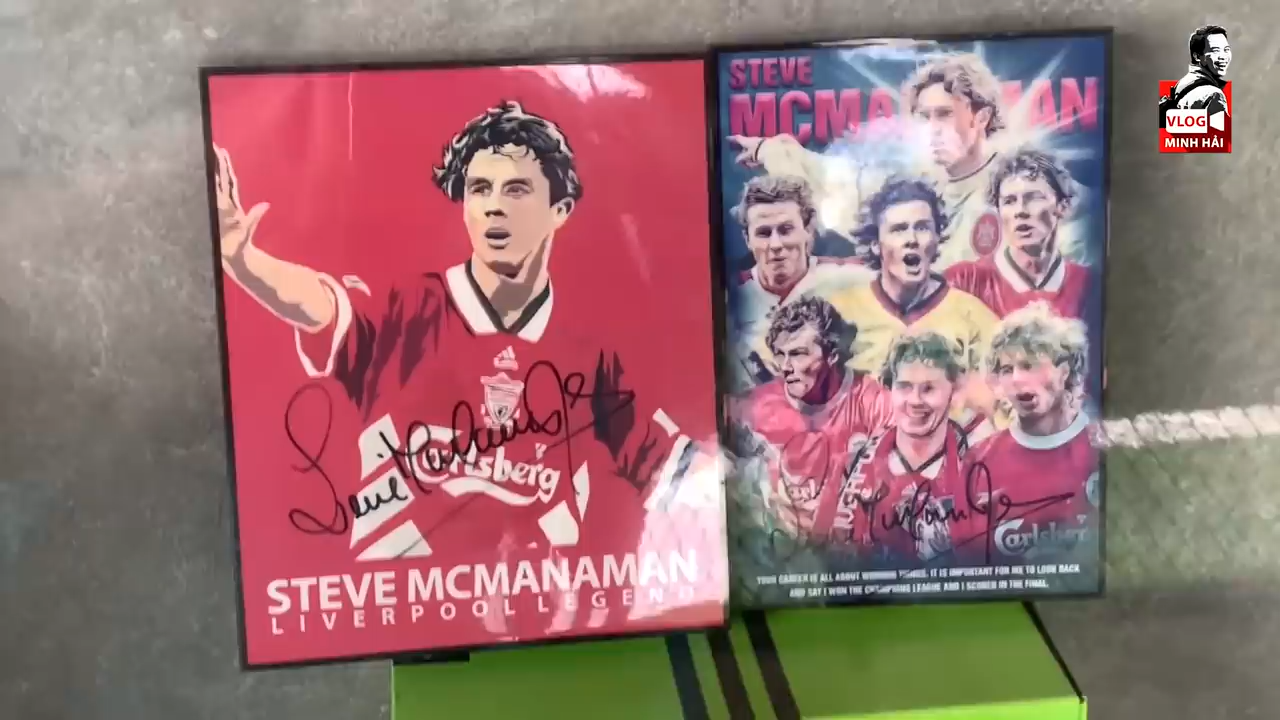 STEVE MCMANAMAN
LIVERPOOL LEGEND
Carlsberg
STEVE
MCMANAMAN
Carlsberg
YOUR CAREER IS ALL ABOUT WINNING THINGS. IT IS IMPORTANT FOR ME TO LOOK BACK
AND SAY I WON THE CHAMPIONS LEAGUE AND I SCORED IN THE FINAL.
VLOG
MINH HẢI